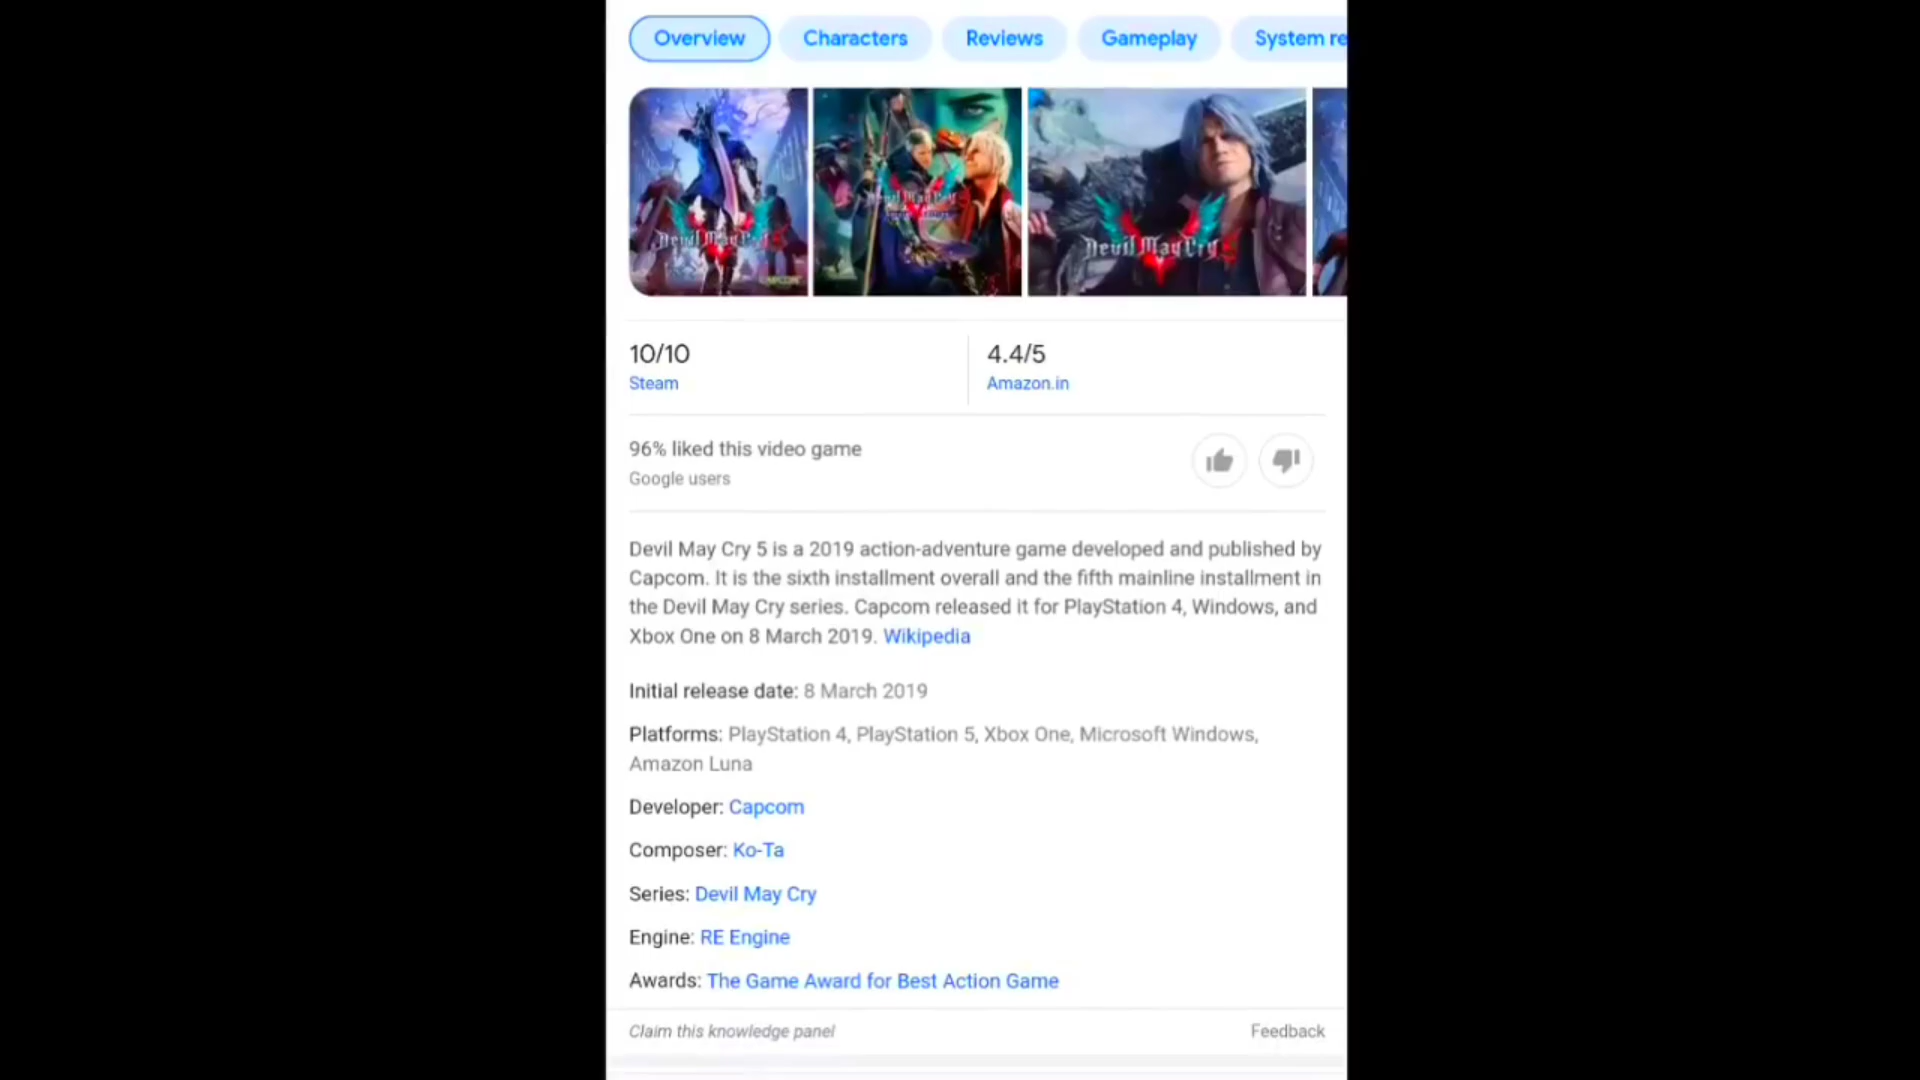 Overview Characters Reviews Gameplay System re
Devil May Cry
Devil May Cry
Devil May Cry 5
CAPCOM
10/10 4.4/5
Steam Amazon.in
96% liked this video game
Google users
Devil May Cry 5 is a 2019 action-adventure game developed and published by
Capcom. It is the sixth installment overall and the fifth mainline installment in
the Devil May Cry series. Capcom released it for PlayStation 4, Windows, and
Xbox One on 8 March 2019. Wikipedia
Initial release date: 8 March 2019
Platforms: PlayStation 4, PlayStation 5, Xbox One, Microsoft Windows,
Amazon Luna
Developer: Capcom
Composer: Ko-Ta
Series: Devil May Cry
Engine: RE Engine
Awards: The Game Award for Best Action Game
Claim this knowledge panel Feedback